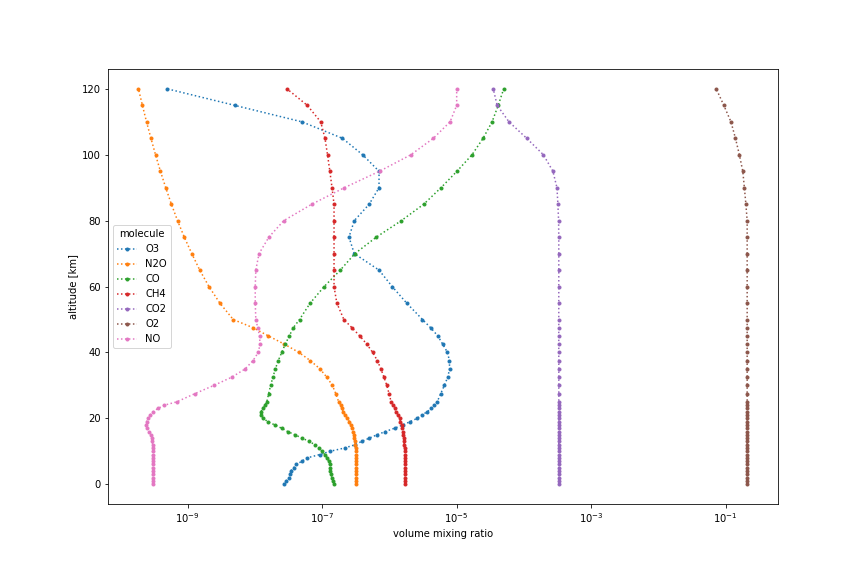 120
100
80
60
40
20
0
altitude [km]
molecule
O3
N2O
CO
CH4
CO2
O2
NO
10⁻⁹
10⁻⁷
10⁻⁵
10⁻³
10⁻¹
volume mixing ratio